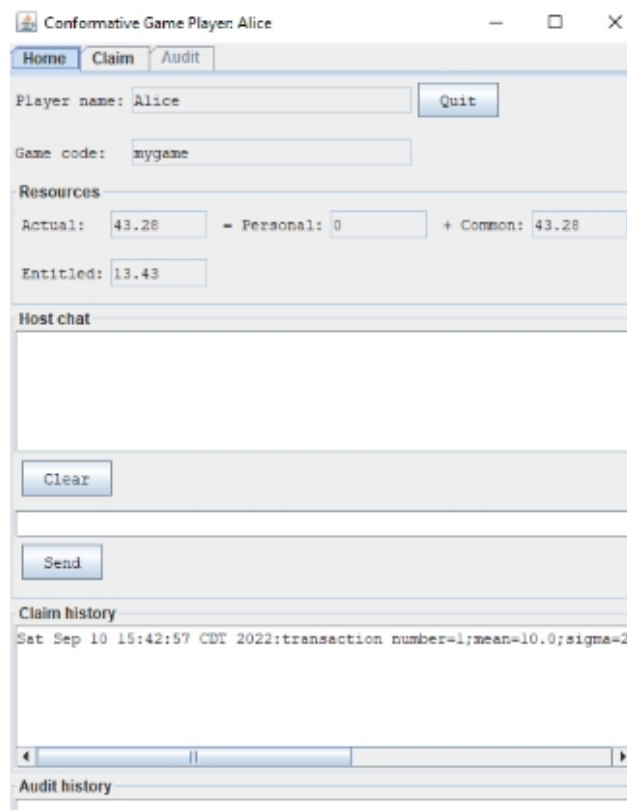 Conformative Game Player: Alice
Home Claim Audit
Player name: Alice Quit
Game code: mygame
Resources
Actual: 43.28 = Personal: 0 + Common: 43.28
Entitled: 13.43
Host chat
Clear
Send
Claim history
Sat Sep 10 15:42:57 CDT 2022:transaction number=1;mean=10.0;sigma=2
Audit history